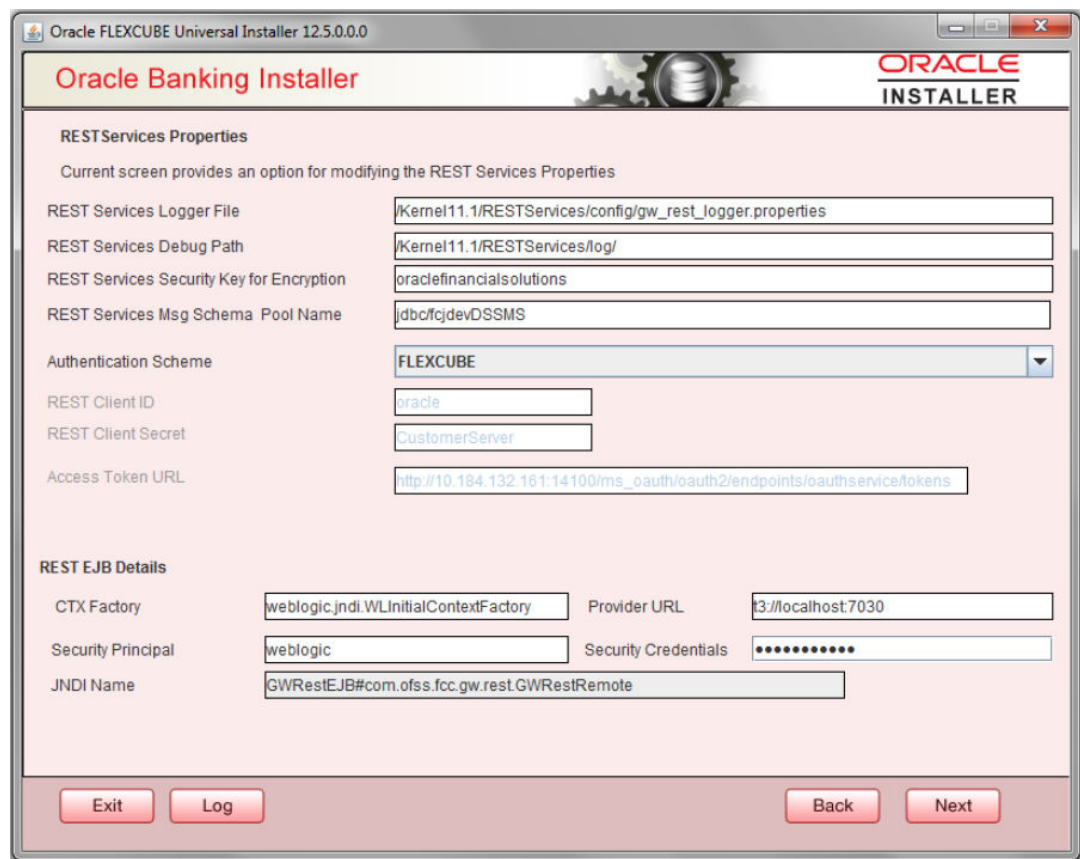 Oracle FLEXCUBE Universal Installer 12.5.0.0.0
Oracle Banking Installer
ORACLE
INSTALLER
RESTServices Properties
Current screen provides an option for modifying the REST Services Properties
REST Services Logger File /Kernel11.1/RESTServices/config/gw_rest_logger.properties
REST Services Debug Path /Kernel11.1/RESTServices/log/
REST Services Security Key for Encryption oraclefinancialsolutions
REST Services Msg Schema Pool Name jdbc/fcjdevDSSMS
Authentication Scheme FLEXCUBE
REST Client ID oracle
REST Client Secret CustomerServer
Access Token URL http://10.184.132.161:14100/ms_oauth/oauth2/endpoints/oauthservice/tokens
REST EJB Details
CTX Factory weblogic.jndi.WLInitialContextFactory Provider URL t3://localhost:7030
Security Principal weblogic Security Credentials •••••••••••
JNDI Name GWRestEJB#com.ofss.fcc.gw.rest.GWRestRemote
Exit Log Back Next